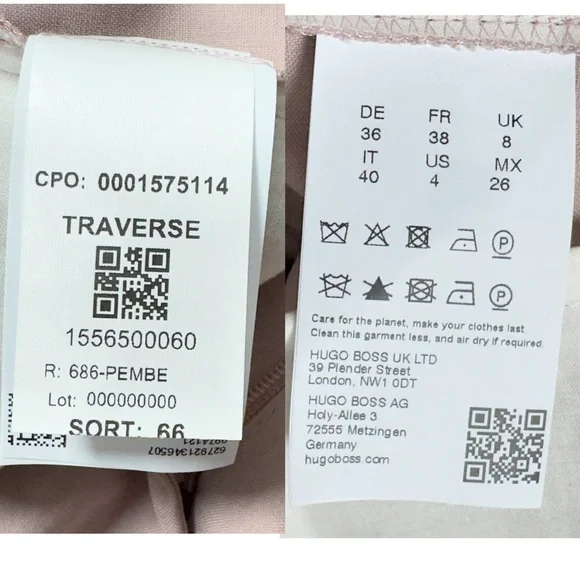 CPO: 0001575114
TRAVERSE
1556500060
R: 686-PEMBE
Lot: 000000000
SORT: 66
627921346507
DE FR UK
36 38 8
IT US MX
40 4 26
P
P
Care for the planet, make your clothes last
Clean this garment less, and air dry if required.
HUGO BOSS UK LTD
39 Plender Street
London, NW1 0DT
HUGO BOSS AG
Holy-Allee 3
72555 Metzingen
Germany
hugoboss.com